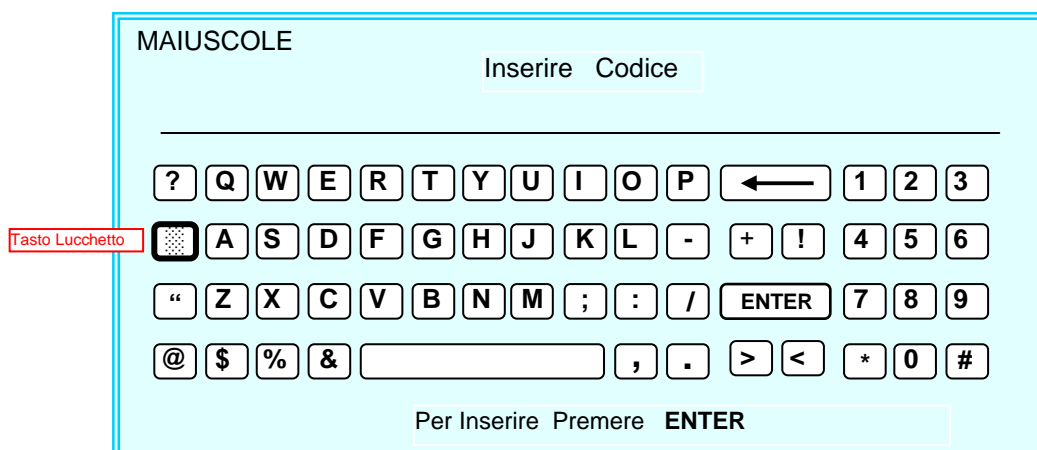 MAIUSCOLE
Inserire Codice
? Q W E R T Y U I O P ← 1 2 3
Tasto Lucchetto A S D F G H J K L - + ! 4 5 6
“ Z X C V B N M ; : / ENTER 7 8 9
@ $ % & , . > < * 0 #
Per Inserire Premere ENTER